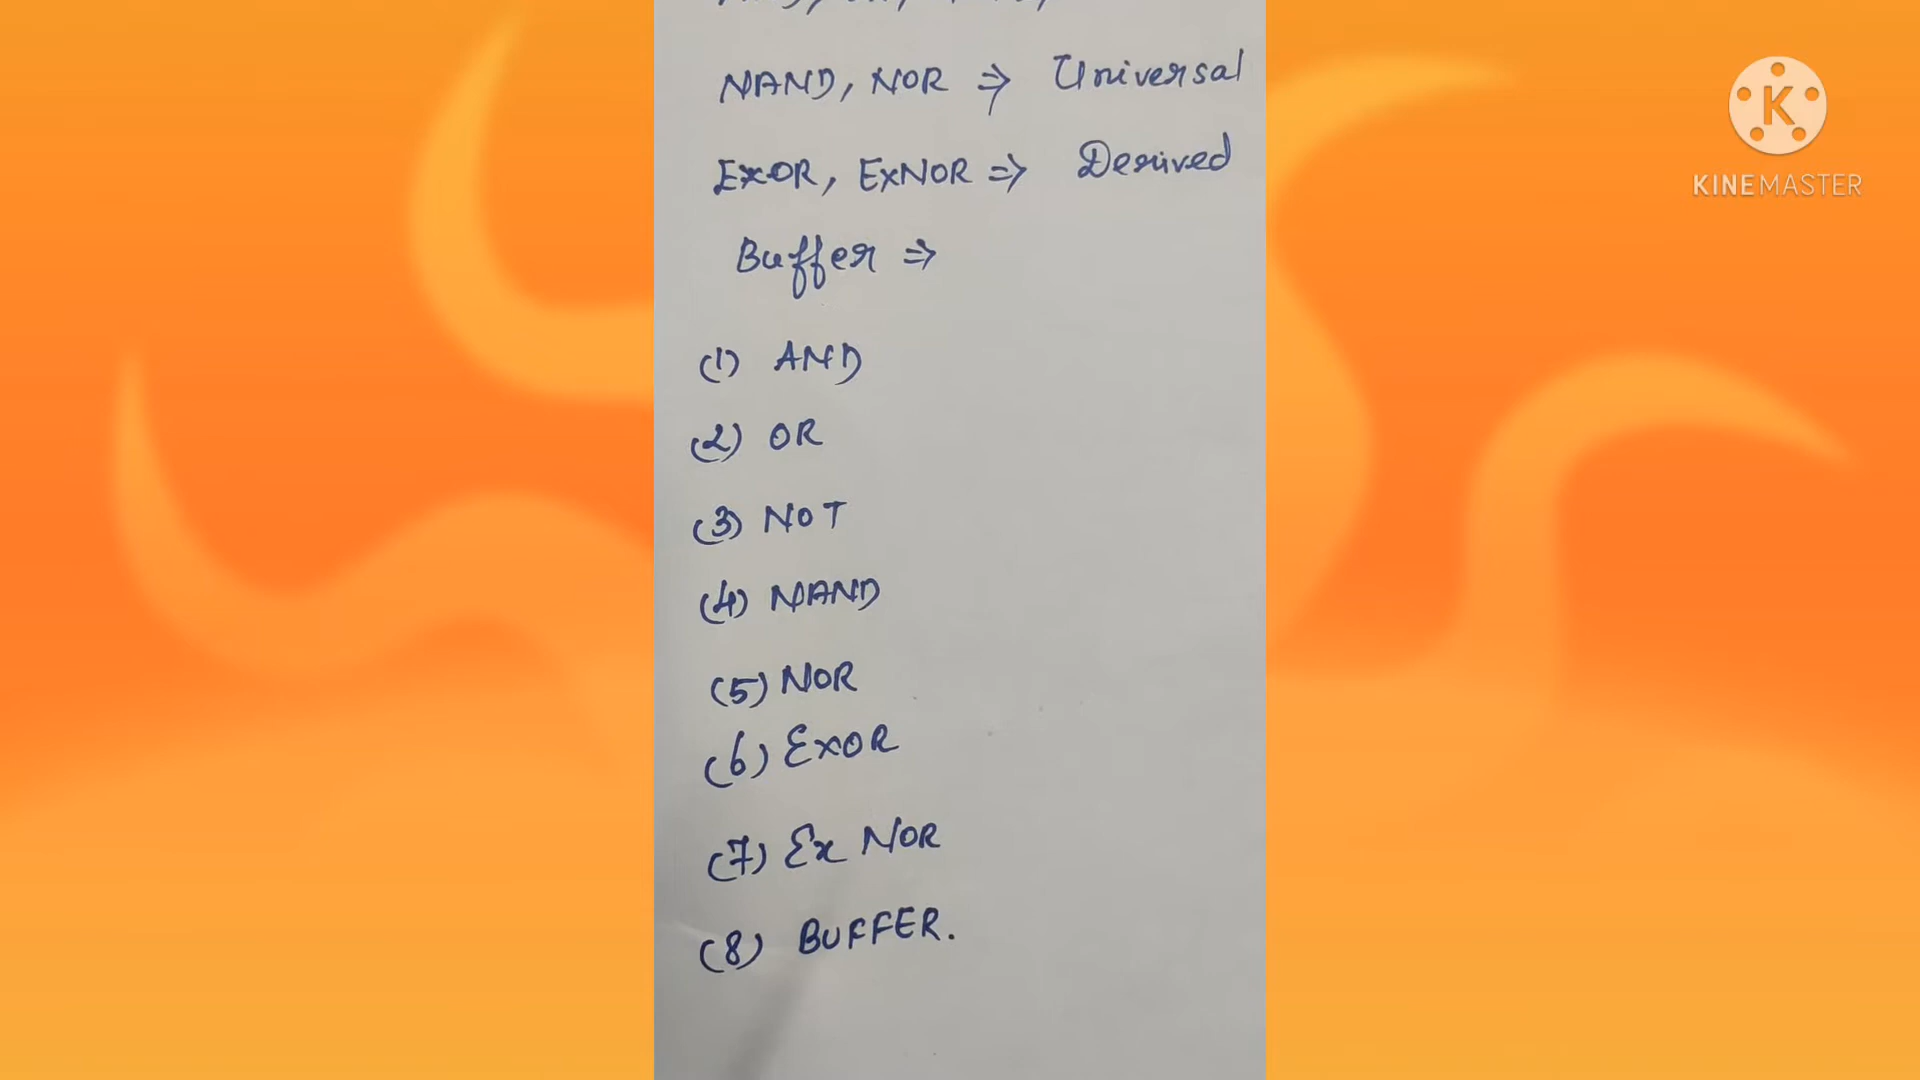 NAND, NOR ⇒ Universal
EXOR, EXNOR ⇒ Derived
Buffer ⇒
(1) AND
(2) OR
(3) NOT
(4) NAND
(5) NOR
(6) EXOR
(7) Ex NOR
(8) BUFFER.
K
KINEMASTER